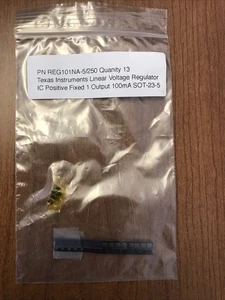 PN REG101NA-5/250 Quanity 13
Texas Instruments Linear Voltage Regulator
IC Positive Fixed 1 Output 100mA SOT-23-5